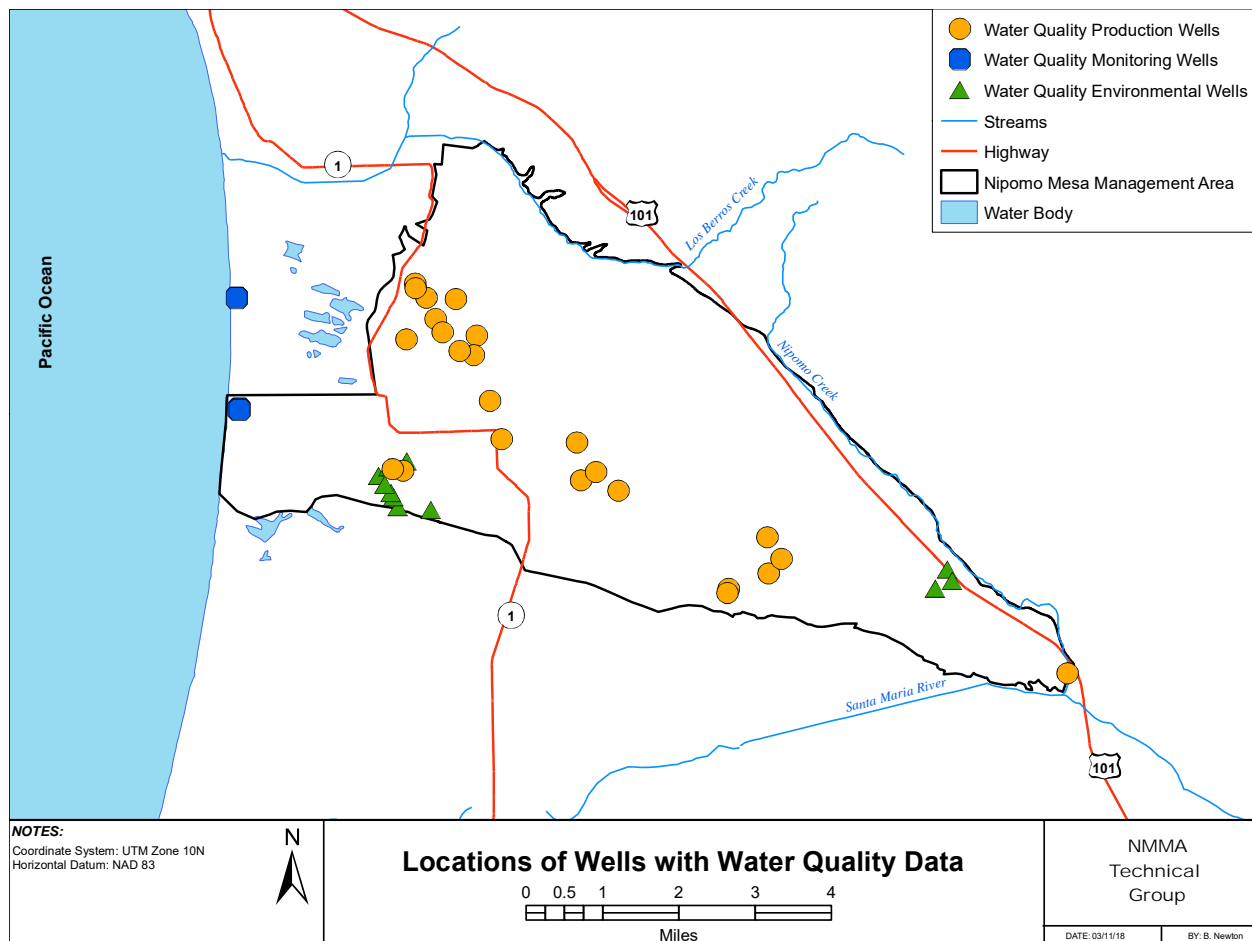 Water Quality Production Wells
Water Quality Monitoring Wells
Water Quality Environmental Wells
Streams
Highway
Nipomo Mesa Management Area
Water Body
1
101
Los Berros Creek
Pacific Ocean
Nipomo Creek
1
Santa Maria River
101
NOTES:
Coordinate System: UTM Zone 10N
Horizontal Datum: NAD 83
N
Locations of Wells with Water Quality Data
0 0.5 1 2 3 4
Miles
NMMA
Technical
Group
DATE: 03/11/18 BY: B. Newton